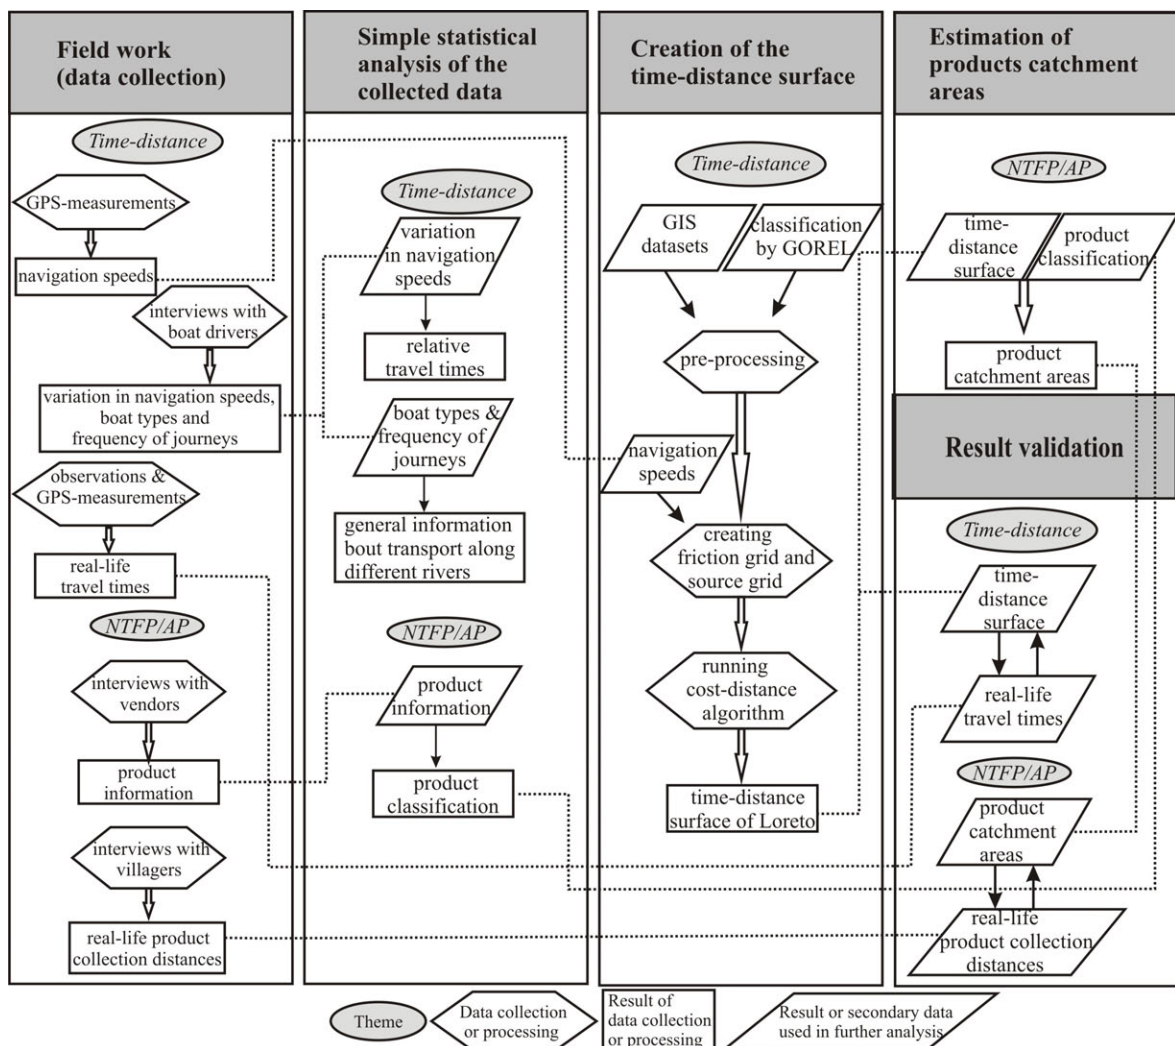 Field work
(data collection)
Time-distance
GPS-measurements
navigation speeds
interviews with
boat drivers
variation in navigation speeds,
boat types and
frequency of journeys
observations &
GPS-measurements
real-life
travel times
NTFP/AP
interviews with
vendors
product
information
interviews with
villagers
real-life product
collection distances
Simple statistical
analysis of the
collected data
Time-distance
variation
in navigation
speeds
relative
travel times
boat types &
frequency of
journeys
general information
bout transport along
different rivers
NTFP/AP
product
information
product
classification
Creation of the
time-distance surface
Time-distance
GIS
datasets
classification
by GOREL
pre-processing
navigation
speeds
creating
friction grid and
source grid
running
cost-distance
algorithm
time-distance
surface of Loreto
Estimation of
products catchment
areas
NTFP/AP
time-
distance
surface
product
classification
product
catchment areas
Result validation
Time-distance
time-
distance
surface
real-life
travel times
NTFP/AP
product
catchment
areas
real-life
product collection
distances
Theme
Data collection
or processing
Result of
data collection
or processing
Result or secondary data
used in further analysis